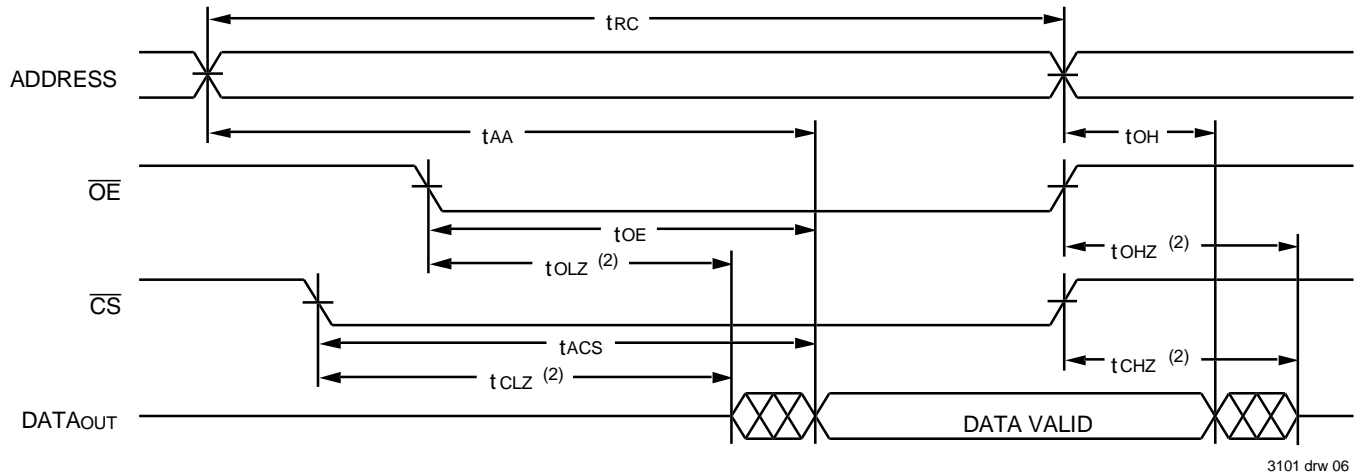 tRC
ADDRESS
tAA
tOH
OE
tOE
tOLZ (2)
tOHZ (2)
CS
tACS
tCLZ (2)
tCHZ (2)
DATAOUT
DATA VALID
3101 drw 06